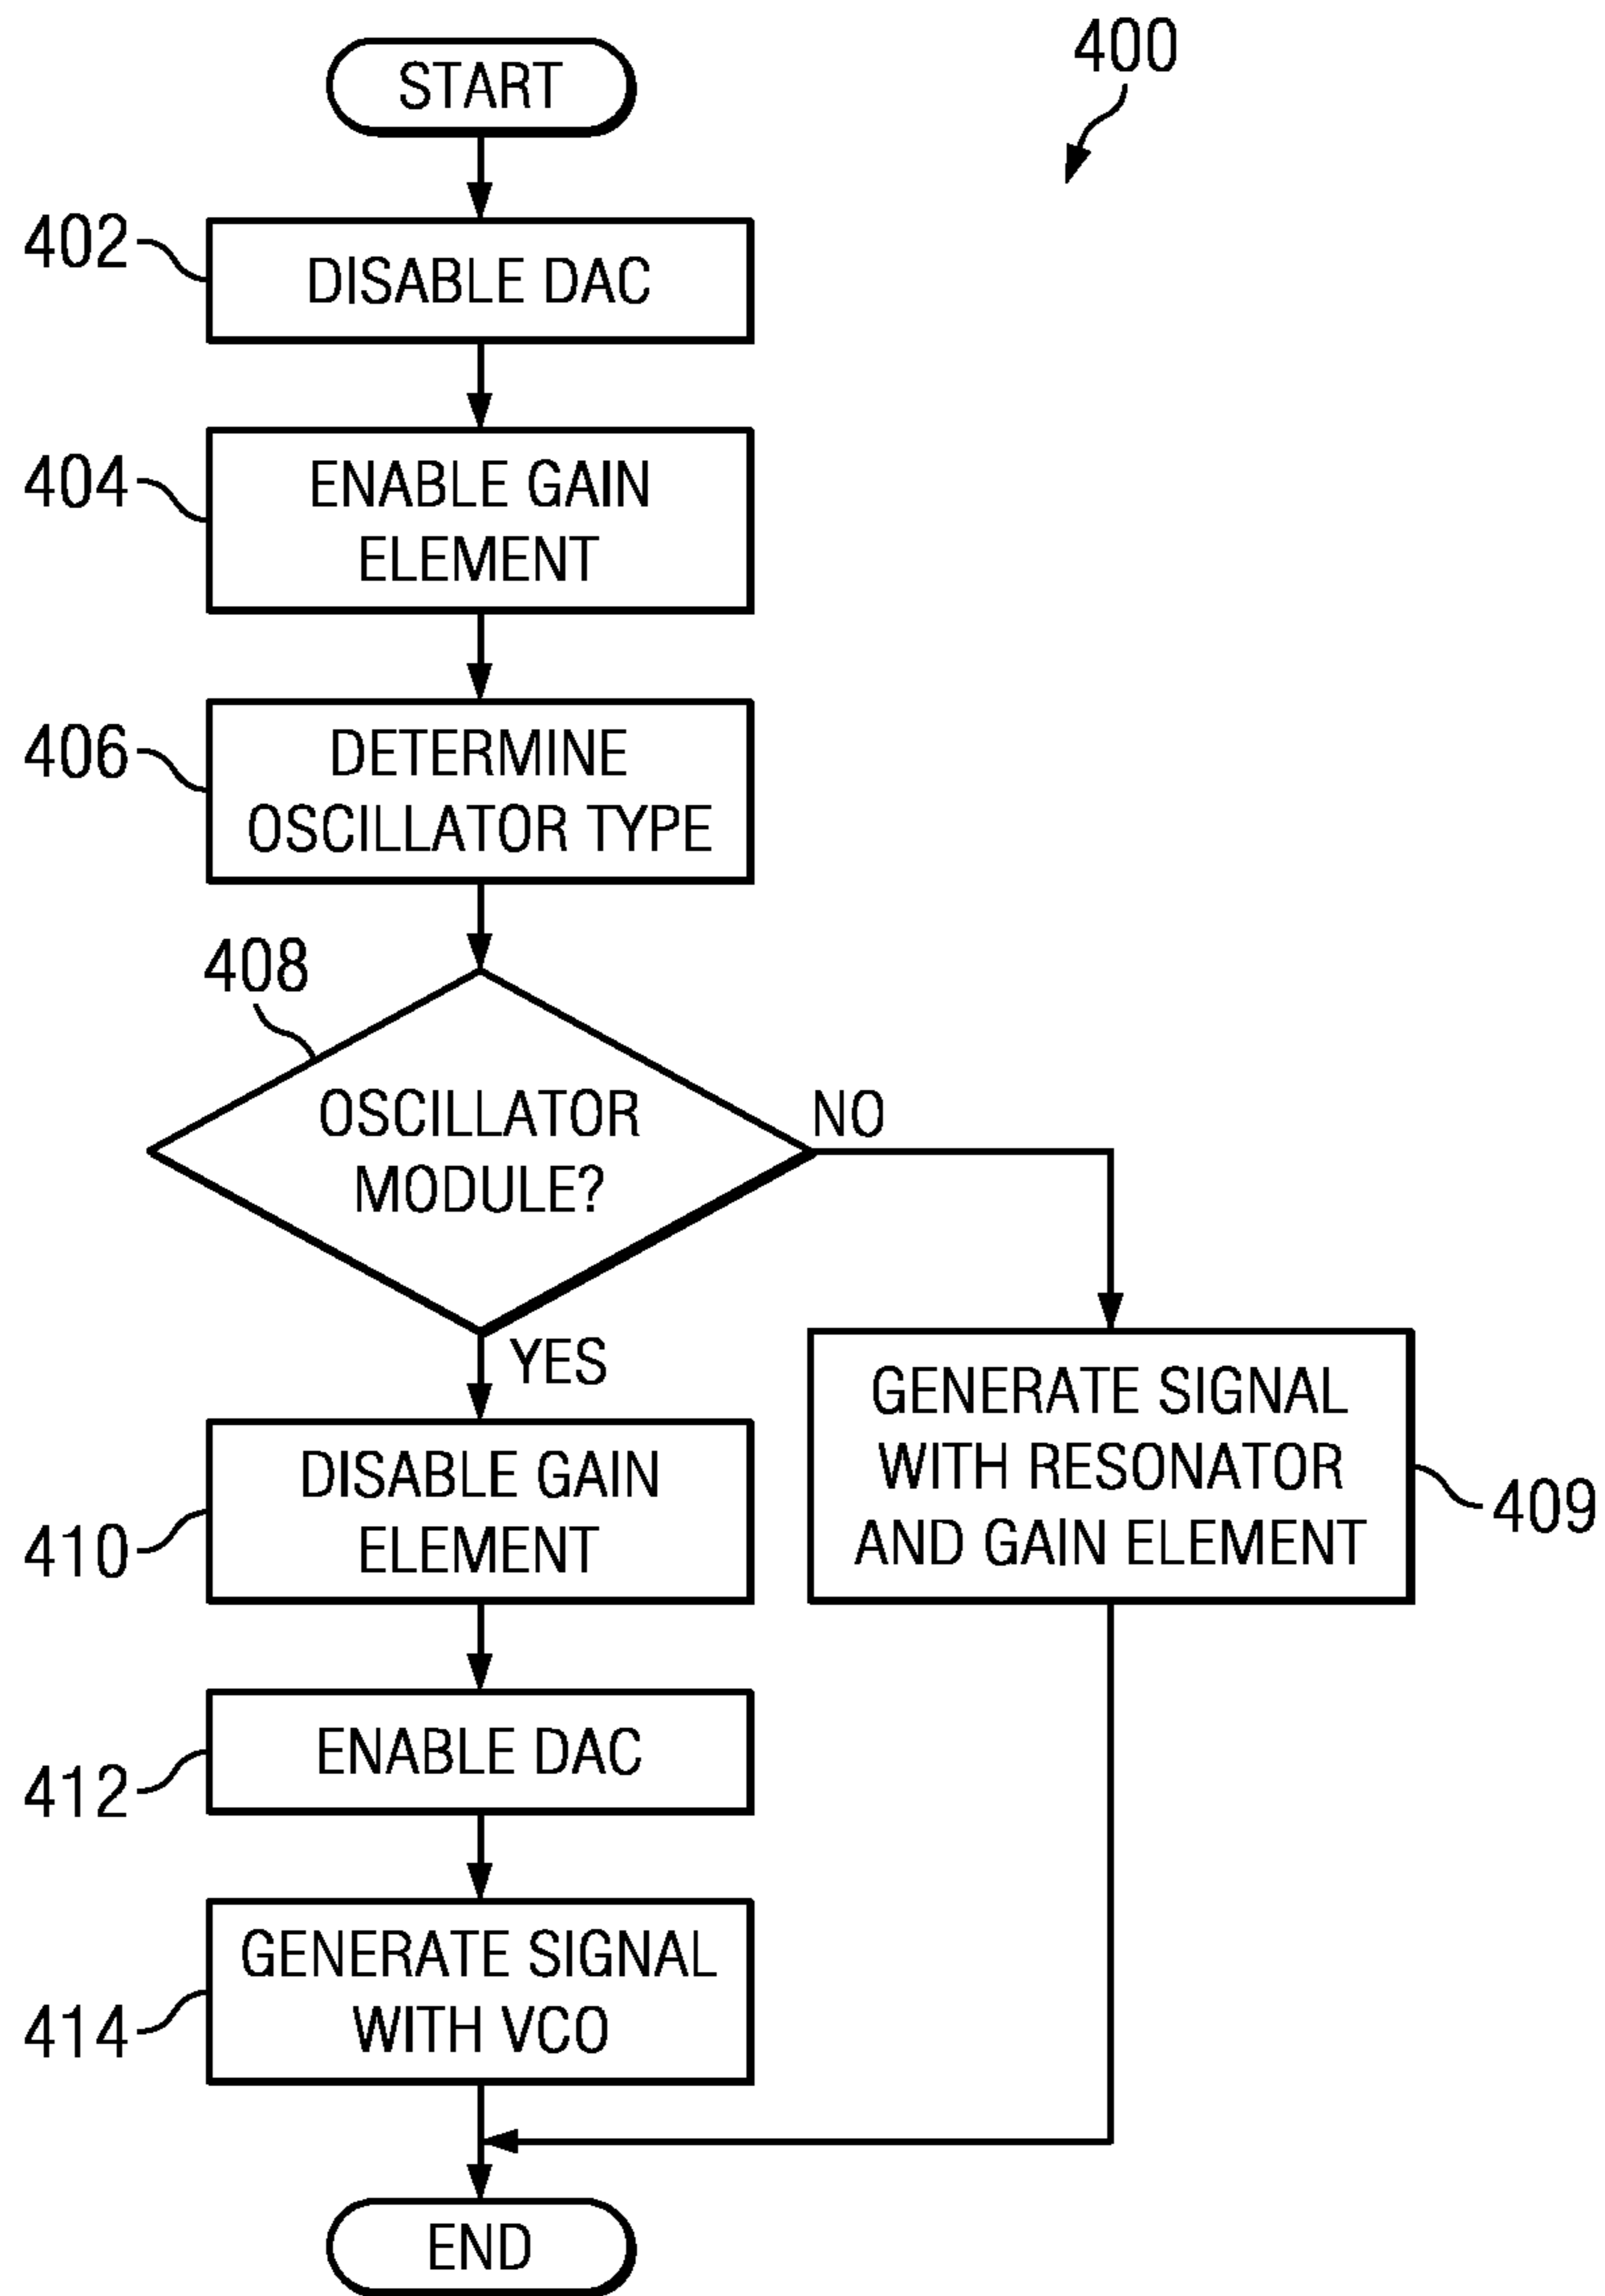 START
400
402
DISABLE DAC
404
ENABLE GAIN
ELEMENT
406
DETERMINE
OSCILLATOR TYPE
408
OSCILLATOR
MODULE?
NO
YES
GENERATE SIGNAL
WITH RESONATOR
AND GAIN ELEMENT
409
410
DISABLE GAIN
ELEMENT
412
ENABLE DAC
414
GENERATE SIGNAL
WITH VCO
END